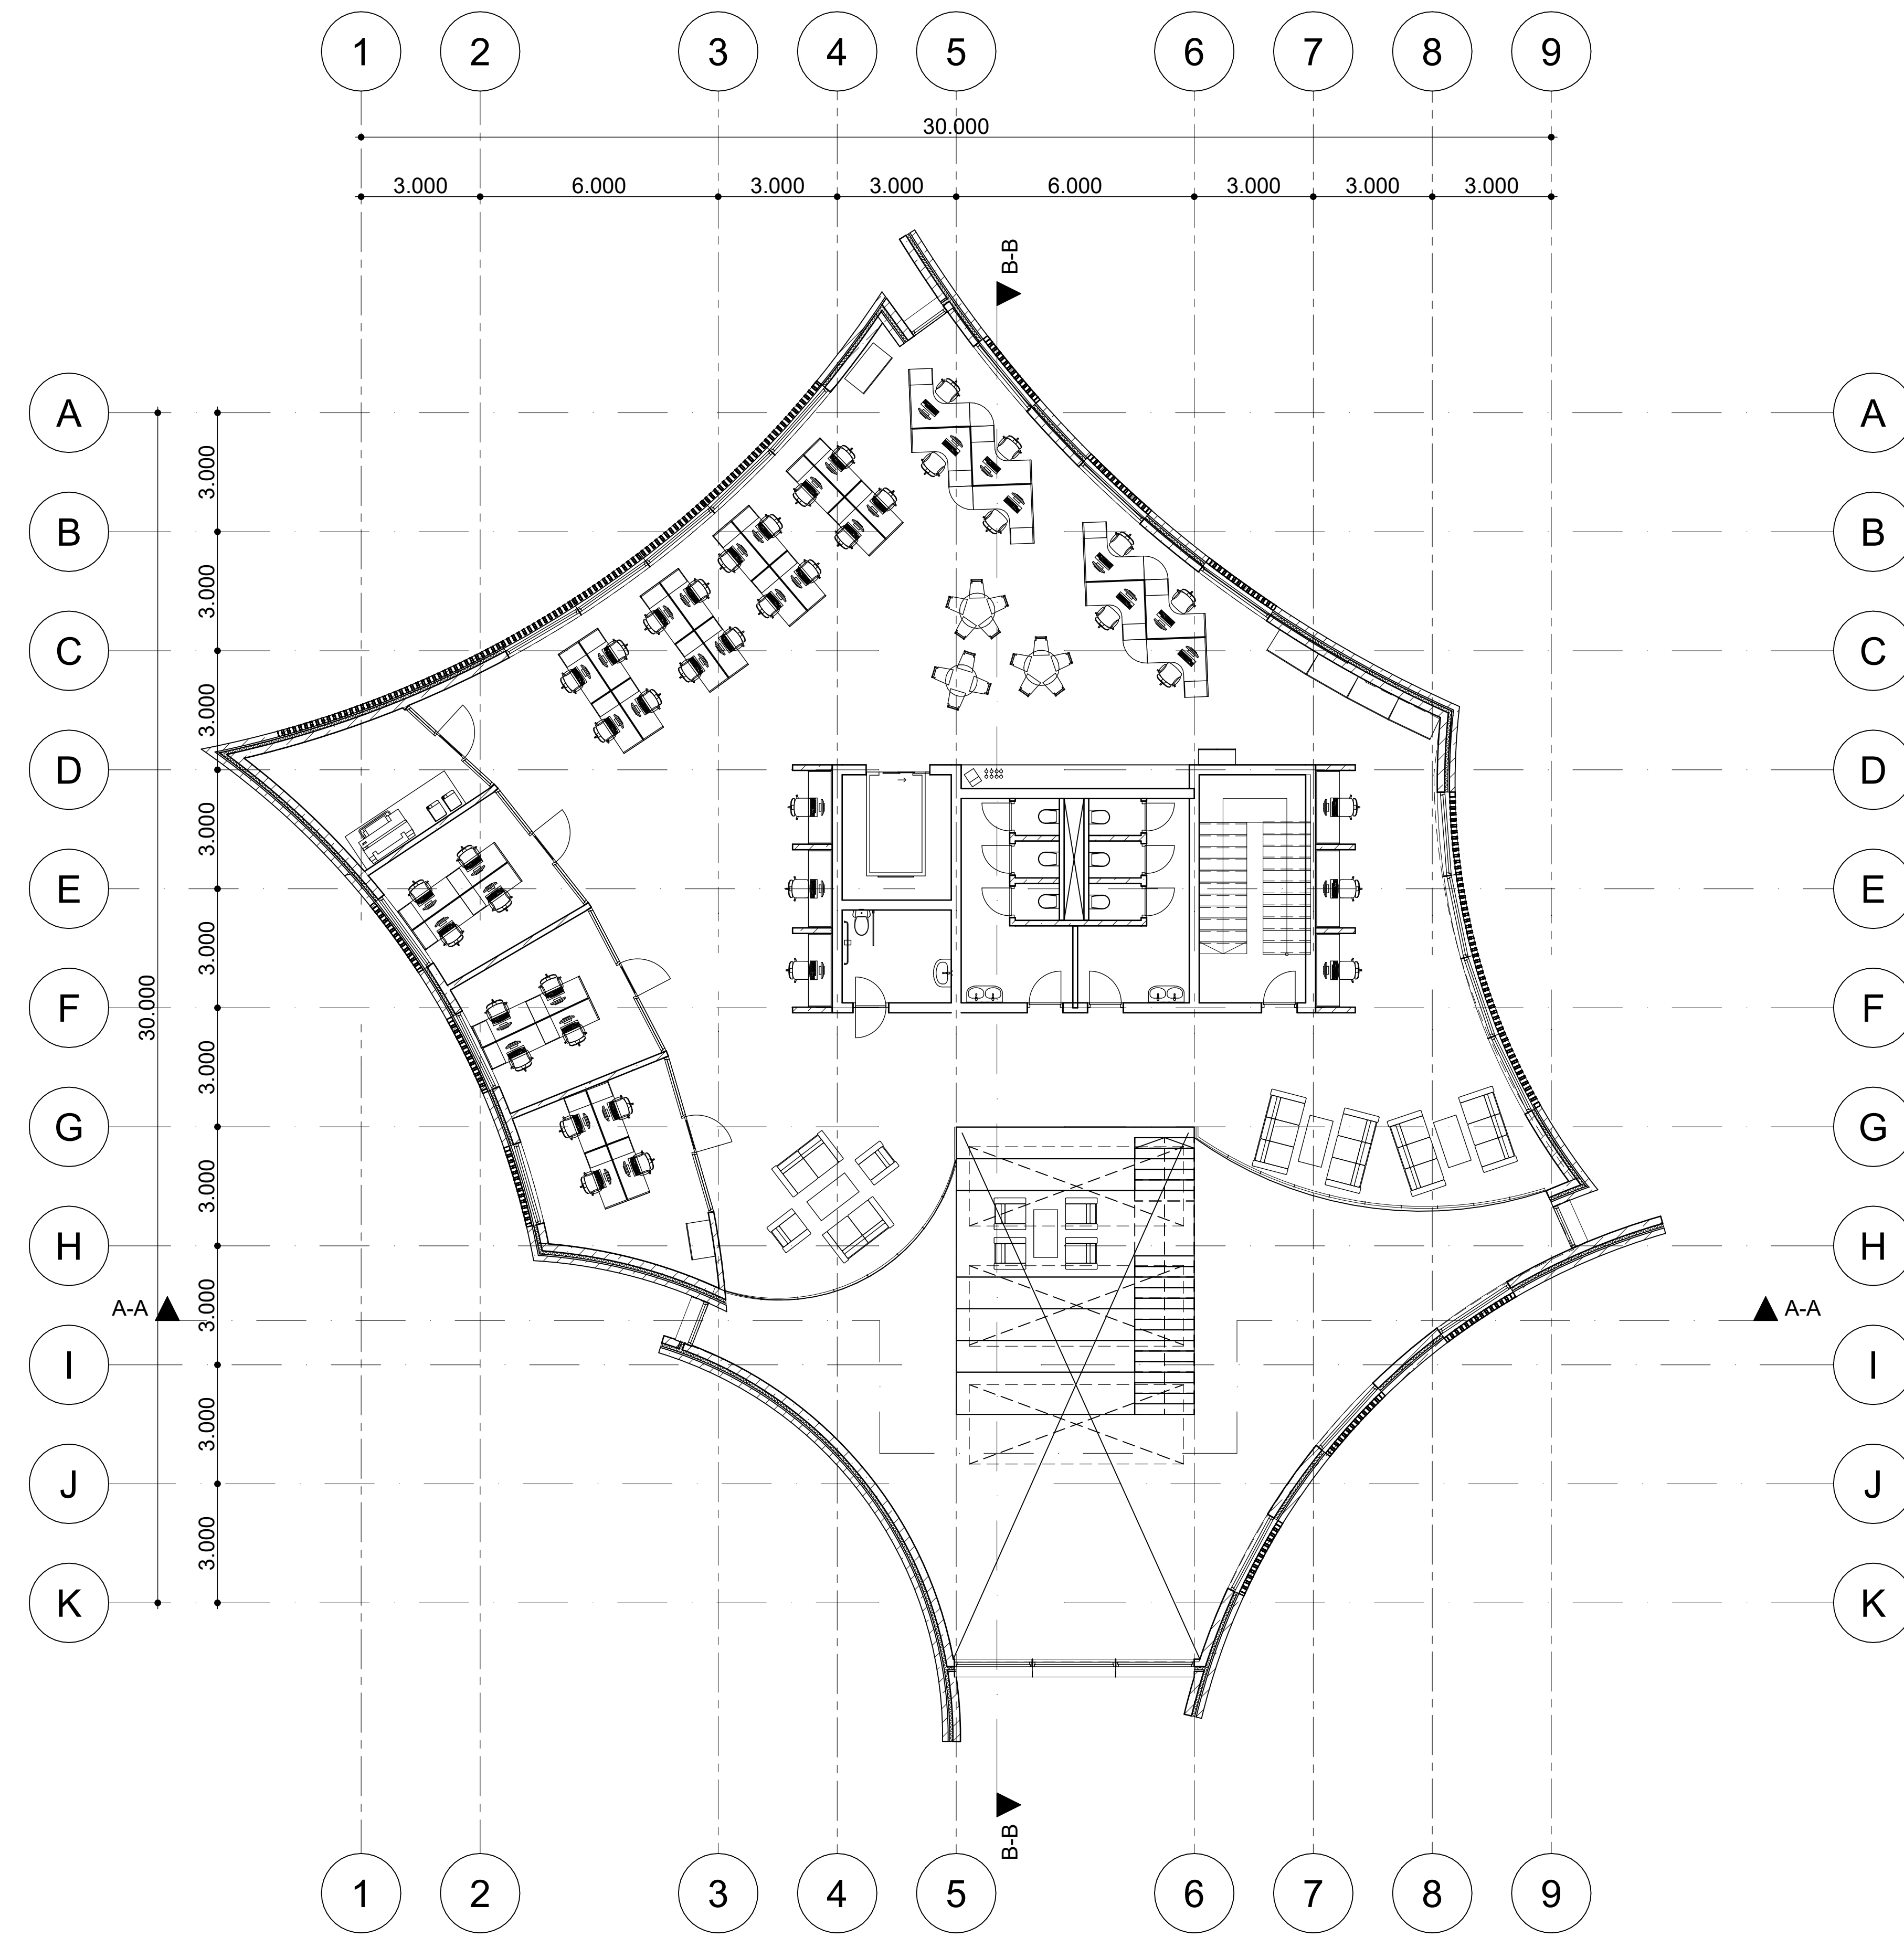 1 2 3 4 5 6 7 8 9
30.000
3.000 6.000 3.000 3.000 6.000 3.000 3.000 3.000
B-B
A A
3.000
B B
3.000
C C
3.000
D D
3.000
E E
3.000
F F
30.000
3.000
G G
3.000
H H
A-A 3.000 A-A
I I
3.000
J J
3.000
K K
B-B
1 2 3 4 5 6 7 8 9